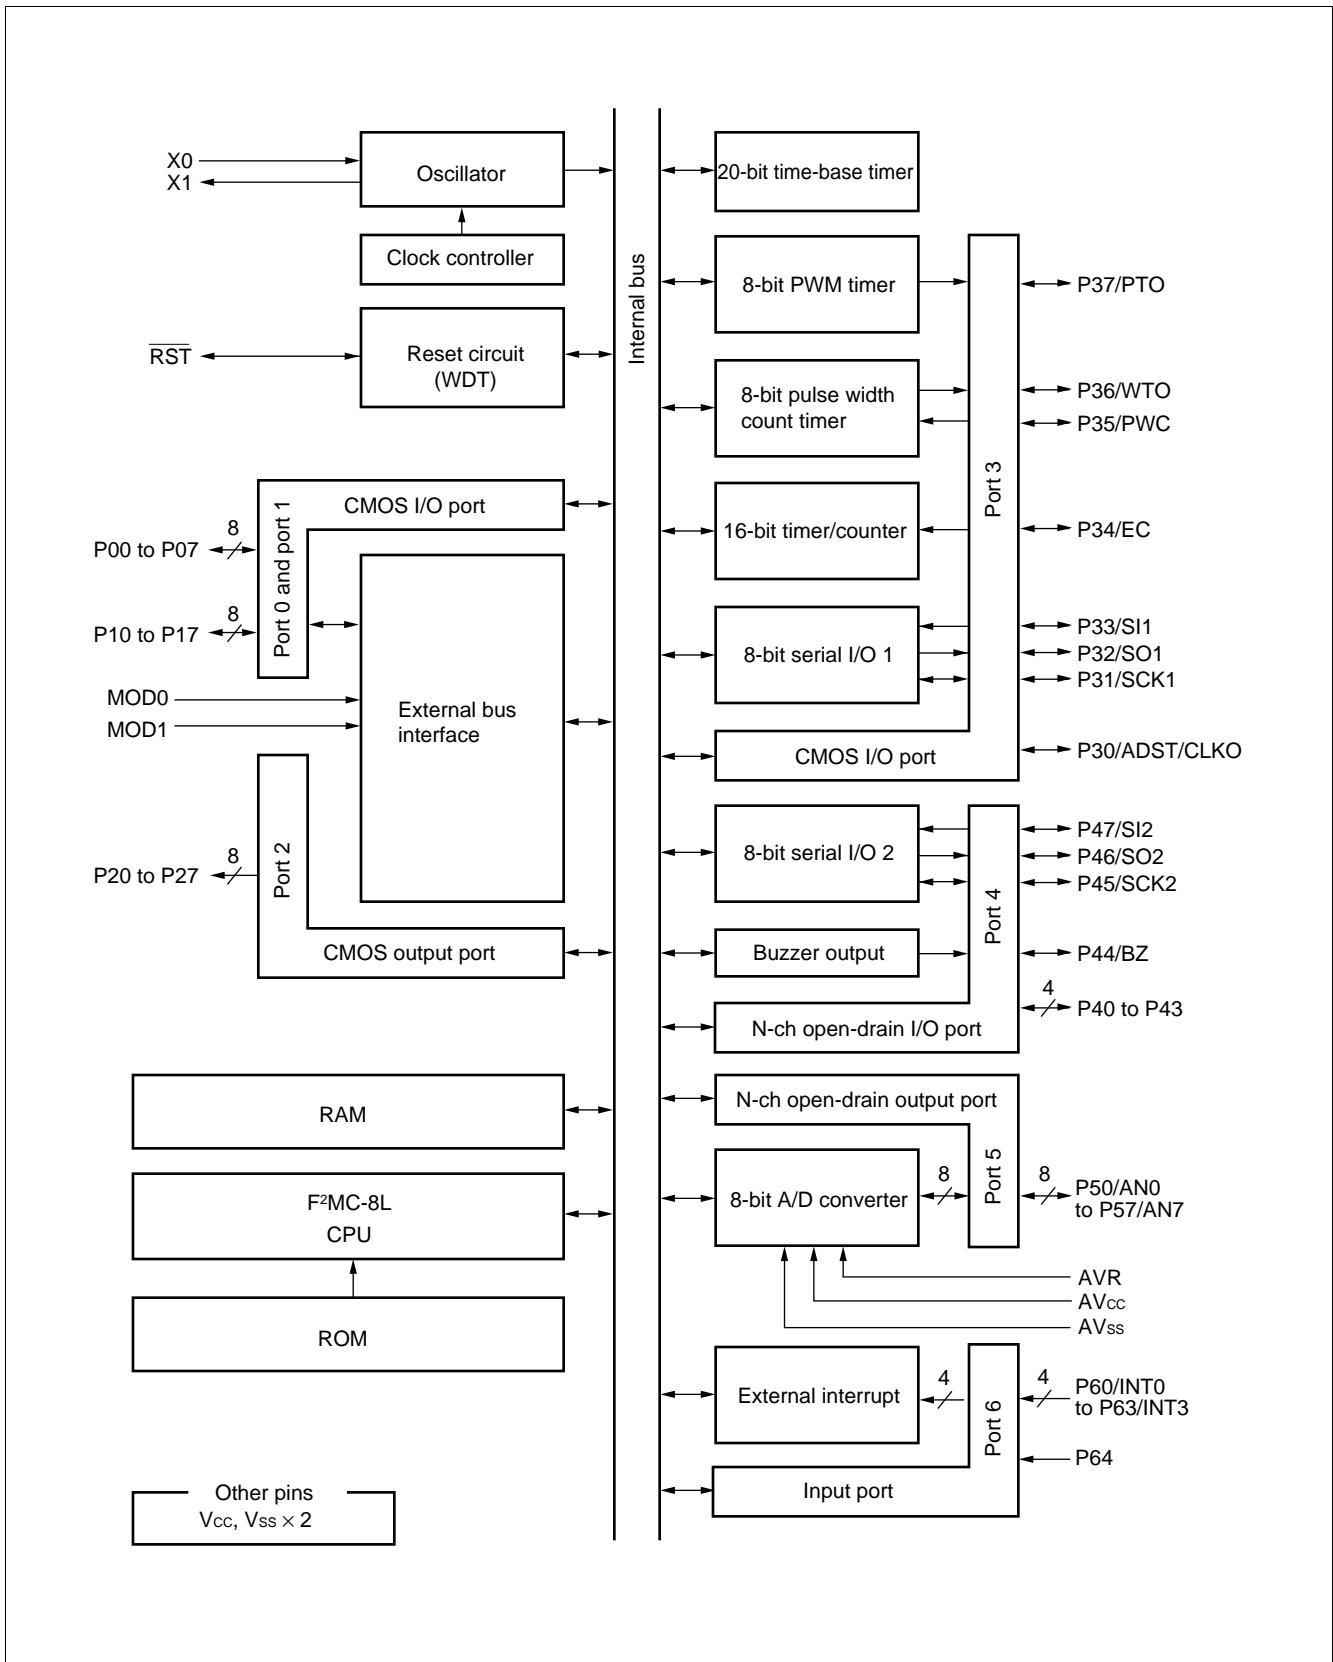 X0
X1
Oscillator
Clock controller
RST
Reset circuit
(WDT)
CMOS I/O port
Port 0 and port 1
8
P00 to P07
8
P10 to P17
MOD0
MOD1
External bus
interface
Port 2
8
P20 to P27
CMOS output port
RAM
F²MC-8L
CPU
ROM
Other pins
Vcc, Vss × 2
Internal bus
20-bit time-base timer
8-bit PWM timer
P37/PTO
8-bit pulse width
count timer
P36/WTO
P35/PWC
Port 3
16-bit timer/counter
P34/EC
8-bit serial I/O 1
P33/SI1
P32/SO1
P31/SCK1
CMOS I/O port
P30/ADST/CLKO
8-bit serial I/O 2
P47/SI2
P46/SO2
P45/SCK2
Port 4
Buzzer output
P44/BZ
4
P40 to P43
N-ch open-drain I/O port
N-ch open-drain output port
Port 5
8-bit A/D converter
8
8
P50/AN0
to P57/AN7
AVR
AVcc
AVss
External interrupt
4
4
P60/INT0
to P63/INT3
Port 6
P64
Input port